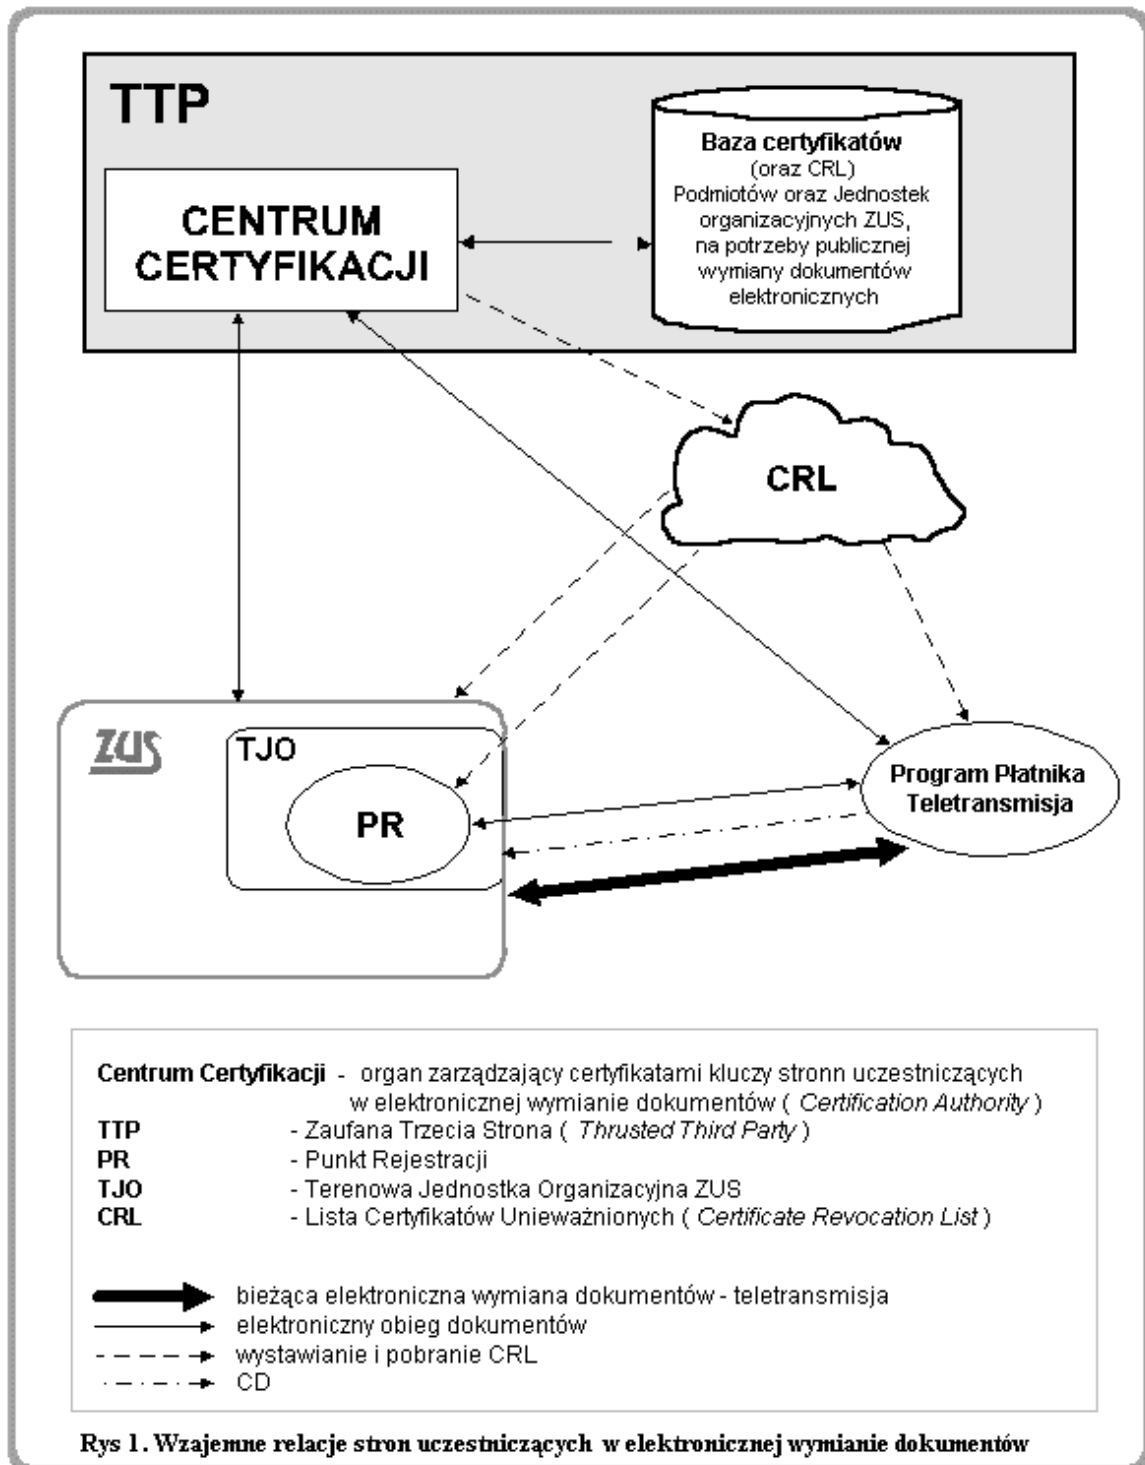 TTP
CENTRUM
CERTYFIKACJI
Baza certyfikatów
(oraz CRL)
Podmiotów oraz Jednostek
organizacyjnych ZUS,
na potrzeby publicznej
wymiany dokumentów
elektronicznych
CRL
ZUS
TJO
PR
Program Płatnika
Teletransmisja
Centrum Certyfikacji - organ zarządzający certyfikatami kluczy stronn uczestniczących
w elektronicznej wymianie dokumentów ( Certification Authority )
TTP - Zaufana Trzecia Strona ( Thrusted Third Party )
PR - Punkt Rejestracji
TJO - Terenowa Jednostka Organizacyjna ZUS
CRL - Lista Certyfikatów Unieważnionych ( Certificate Revocation List )
bieżąca elektroniczna wymiana dokumentów - teletransmisja
elektroniczny obieg dokumentów
wystawianie i pobranie CRL
CD
Rys 1. Wzajemne relacje stron uczestniczących w elektronicznej wymianie dokumentów